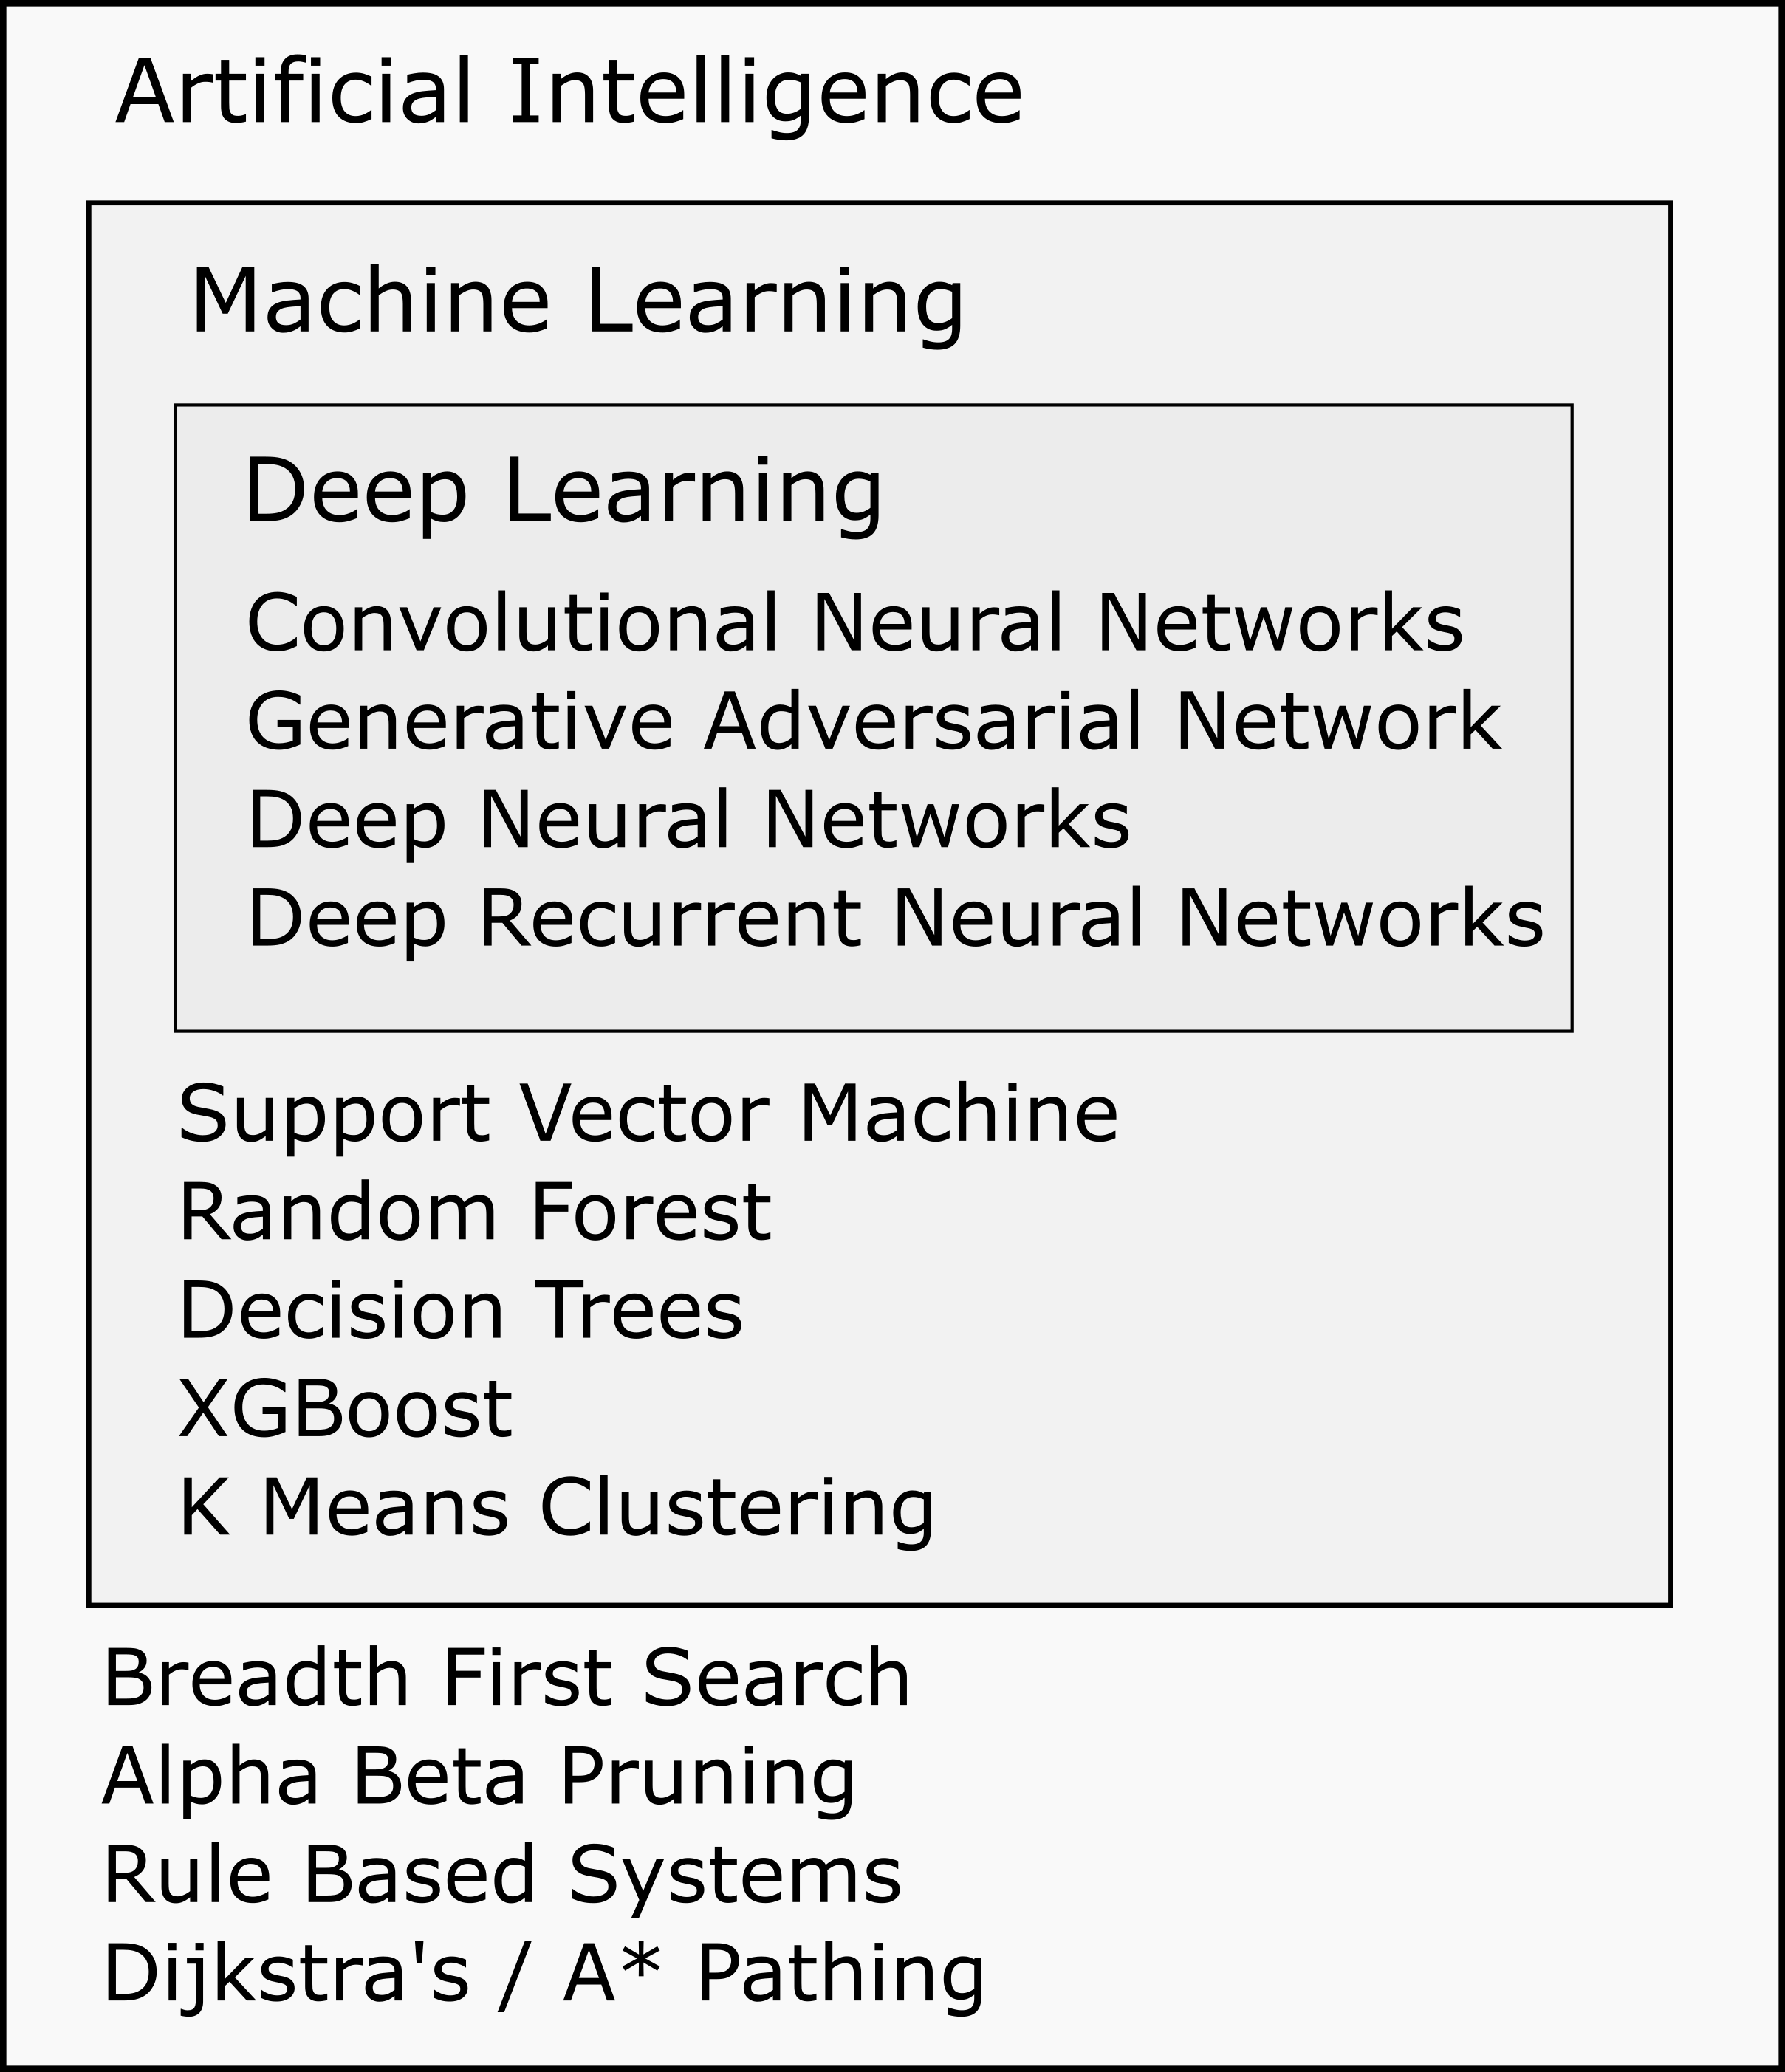 Artificial Intelligence
Machine Learning
Deep Learning
Convolutional Neural Networks
Generative Adversarial Network
Deep Neural Networks
Deep Recurrent Neural Networks
Support Vector Machine
Random Forest
Decision Trees
XGBoost
K Means Clustering
Breadth First Search
Alpha Beta Pruning
Rule Based Systems
Dijkstra's / A* Pathing